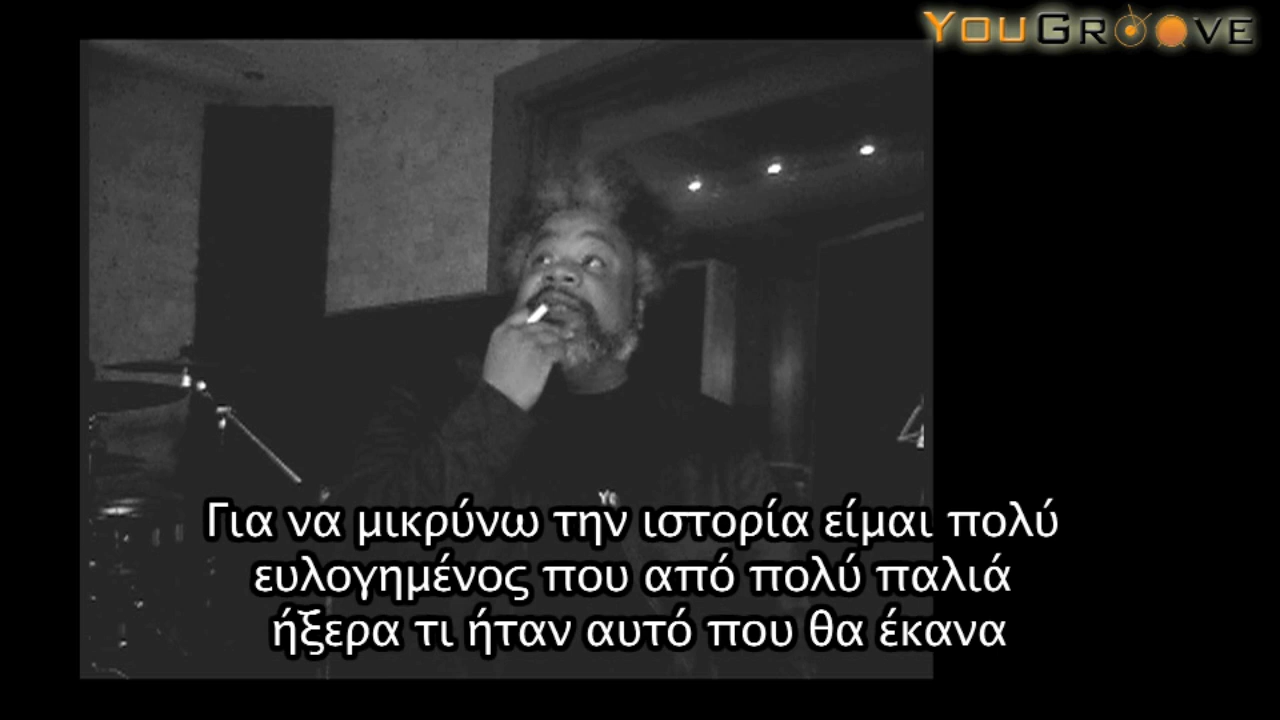 YOUGROOVE
Για να μικρύνω την ιστορία είμαι πολύ
ευλογημένος που από πολύ παλιά
ήξερα τι ήταν αυτό που θα έκανα